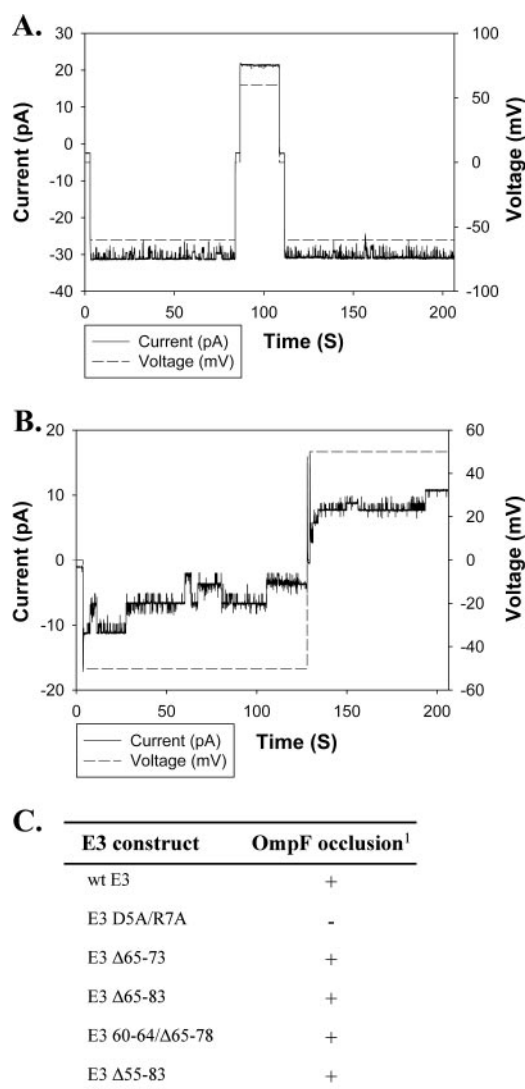 A.
30
20
10
0
-10
-20
-30
-40
Current (pA)
100
50
0
-50
-100
Voltage (mV)
0 50 100 150 200
Time (S)
Current (pA)
Voltage (mV)
B.
20
10
0
-10
-20
Current (pA)
60
40
20
0
-20
-40
-60
Voltage (mV)
0 50 100 150 200
Time (S)
Current (pA)
Voltage (mV)
C.
E3 construct OmpF occlusion¹
wt E3 +
E3 D5A/R7A -
E3 Δ65-73 +
E3 Δ65-83 +
E3 60-64/Δ65-78 +
E3 Δ55-83 +